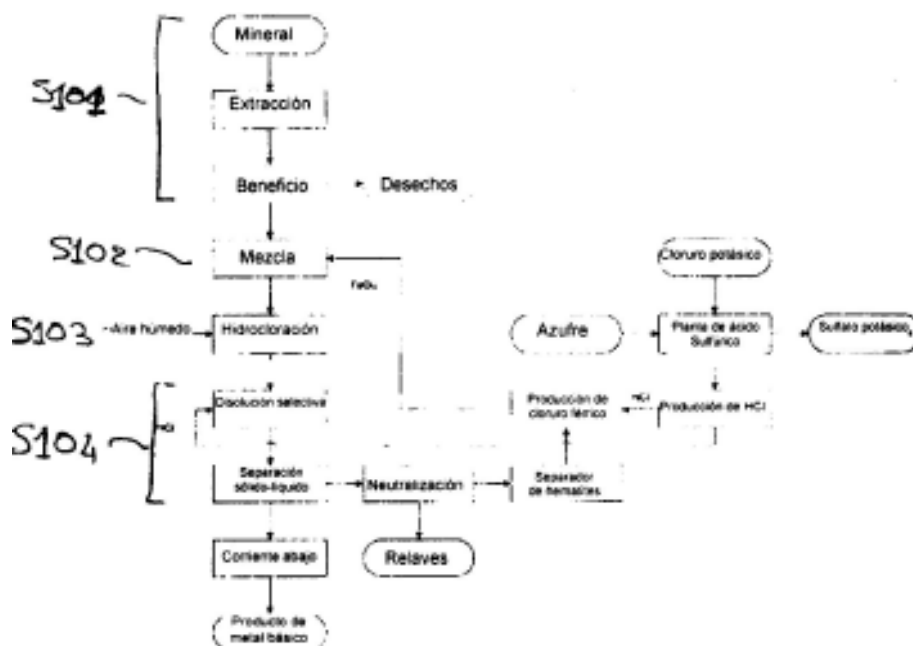 Mineral
S101
Extracción
Beneficio
Desechos
S102
Mezcla
Cloruro potásico
S103
Aire húmedo
Hidrocloración
Azufre
Planta de ácido
Sulfúrico
Sulfato potásico
Disolución selectiva
Producción de
cloruro férrico
HCl
Producción de HCl
S104
Separación
sólido-líquido
Neutralización
Separador
de hematites
Corriente abajo
Relaves
Producto de
metal básico